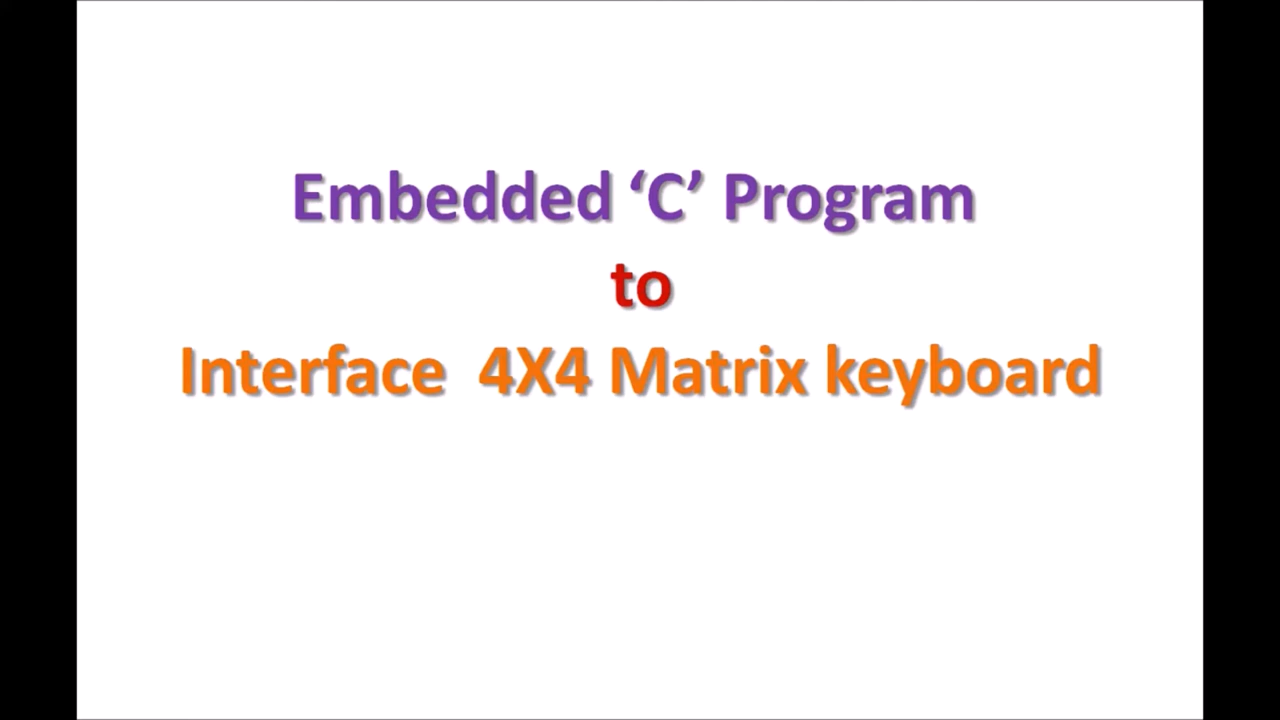 Embedded ‘C’ Program
to
Interface 4X4 Matrix keyboard